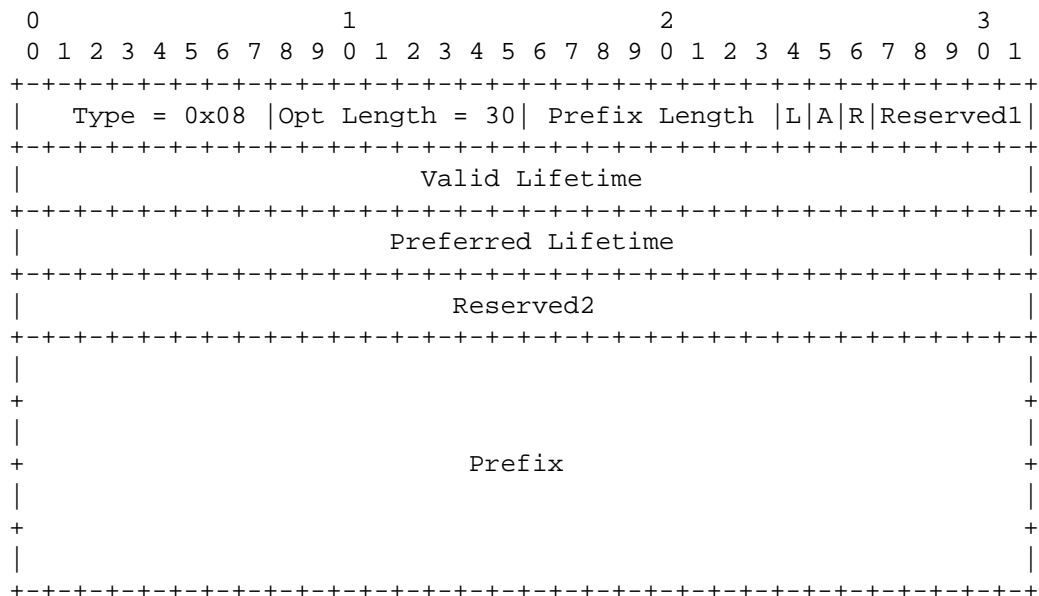 0                   1                   2                   3
 0 1 2 3 4 5 6 7 8 9 0 1 2 3 4 5 6 7 8 9 0 1 2 3 4 5 6 7 8 9 0 1
+-+-+-+-+-+-+-+-+-+-+-+-+-+-+-+-+-+-+-+-+-+-+-+-+-+-+-+-+-+-+-+-+
|   Type = 0x08 |Opt Length = 30| Prefix Length |L|A|R|Reserved1|
+-+-+-+-+-+-+-+-+-+-+-+-+-+-+-+-+-+-+-+-+-+-+-+-+-+-+-+-+-+-+-+-+
|                         Valid Lifetime                        |
+-+-+-+-+-+-+-+-+-+-+-+-+-+-+-+-+-+-+-+-+-+-+-+-+-+-+-+-+-+-+-+-+
|                       Preferred Lifetime                      |
+-+-+-+-+-+-+-+-+-+-+-+-+-+-+-+-+-+-+-+-+-+-+-+-+-+-+-+-+-+-+-+-+
|                           Reserved2                           |
+-+-+-+-+-+-+-+-+-+-+-+-+-+-+-+-+-+-+-+-+-+-+-+-+-+-+-+-+-+-+-+-+
|                                                               |
+                                                               +
|                                                               |
+                            Prefix                             +
|                                                               |
+                                                               +
|                                                               |
+-+-+-+-+-+-+-+-+-+-+-+-+-+-+-+-+-+-+-+-+-+-+-+-+-+-+-+-+-+-+-+-+